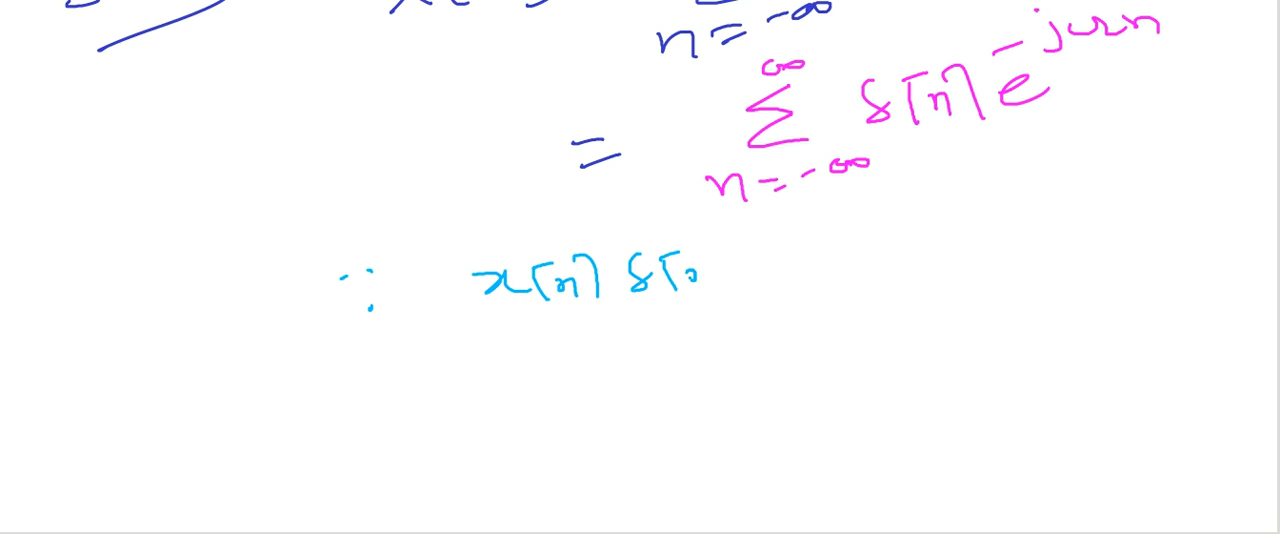 n = -∞
= ∑ δ[n] e^{-jωn}
∞
n = -∞
∵ x[n] δ[